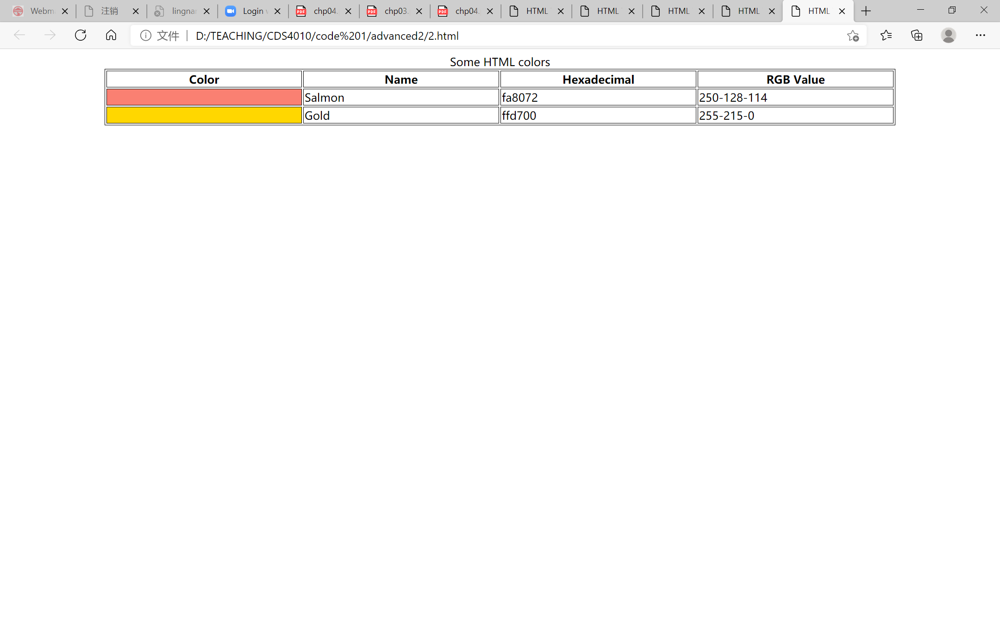 Webm 注销 lingnan Login chp04. chp03. chp04. HTML HTML HTML HTML HTML
文件 D:/TEACHING/CDS4010/code%201/advanced2/2.html
Some HTML colors
Color Name Hexadecimal RGB Value
Salmon fa8072 250-128-114
Gold ffd700 255-215-0